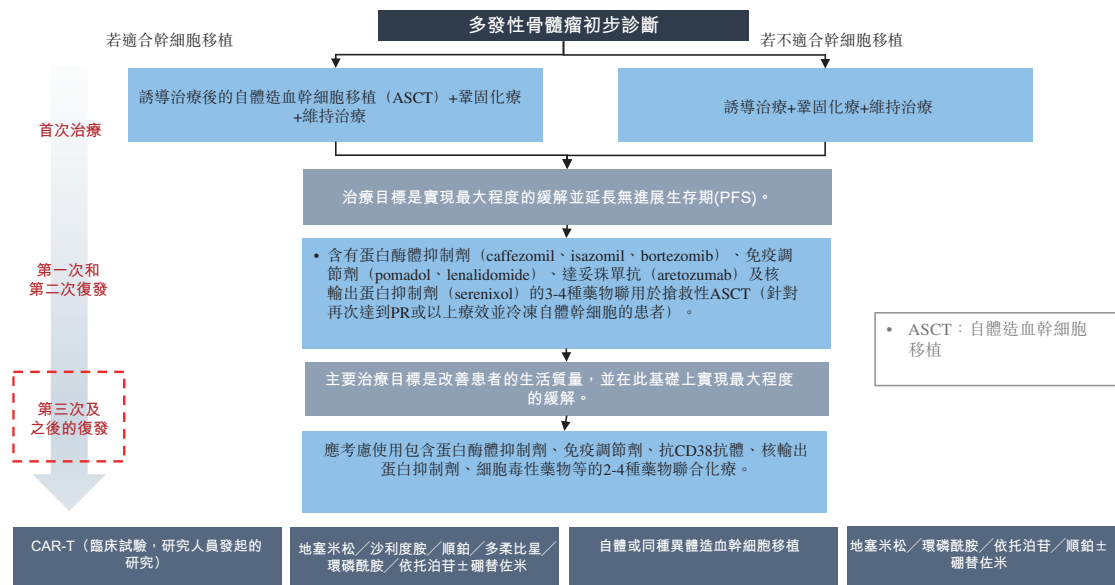 多發性骨髓瘤初步診斷
若適合幹細胞移植
若不適合幹細胞移植
誘導治療後的自體造血幹細胞移植（ASCT）+鞏固化療
+維持治療
誘導治療+鞏固化療+維持治療
首次治療
治療目標是實現最大程度的緩解並延長無進展生存期(PFS)。
第一次和
第二次復發
• 含有蛋白酶體抑制劑（caffezomil、isazomil、bortezomib）、免疫調
節劑（pomadol、lenalidomide）、達妥珠單抗（aretozumab）及核
輸出蛋白抑制劑（serenixol）的3-4種藥物聯用於搶救性ASCT（針對
再次達到PR或以上療效並冷凍自體幹細胞的患者）。
• ASCT：自體造血幹細胞
移植
主要治療目標是改善患者的生活質量，並在此基礎上實現最大程度
的緩解。
第三次及
之後的復發
應考慮使用包含蛋白酶體抑制劑、免疫調節劑、抗CD38抗體、核輸出
蛋白抑制劑、細胞毒性藥物等的2-4種藥物聯合化療。
CAR-T（臨床試驗，研究人員發起的
研究）
地塞米松／沙利度胺／順鉑／多柔比星／
環磷酰胺／依托泊苷±硼替佐米
自體或同種異體造血幹細胞移植
地塞米松／環磷酰胺／依托泊苷／順鉑±
硼替佐米